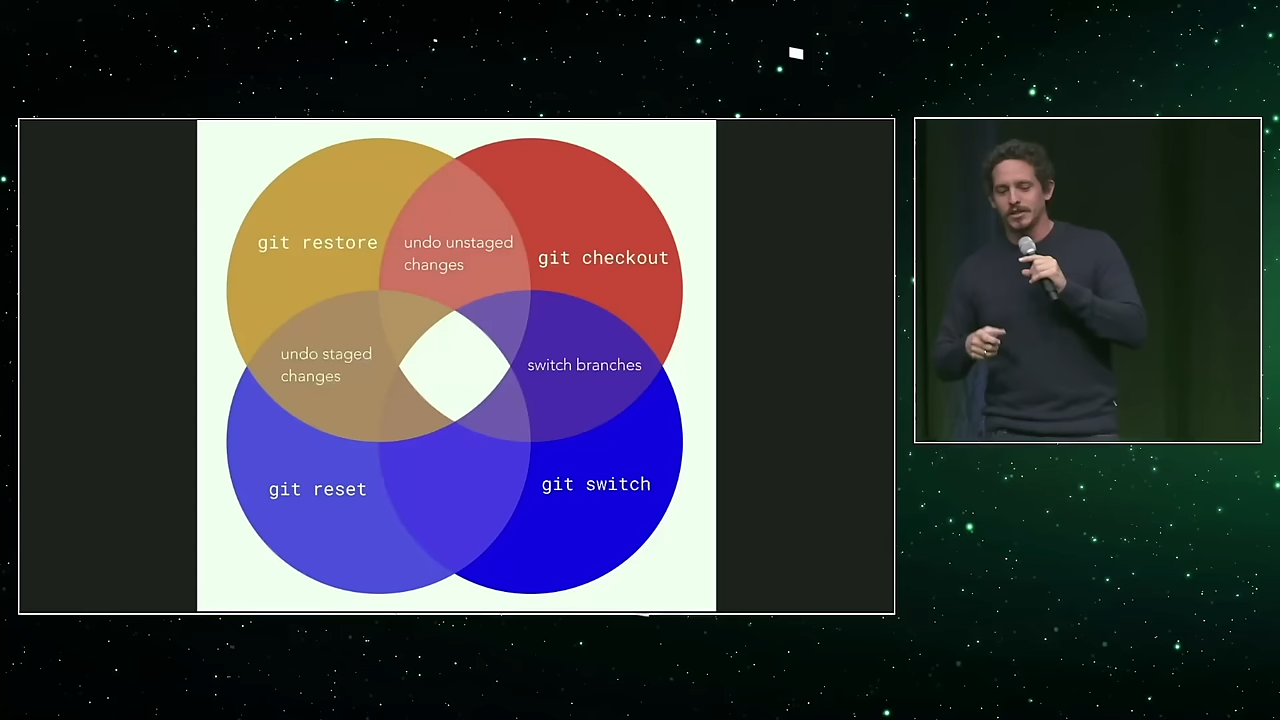 git restore
undo unstaged
changes
git checkout
undo staged
changes
switch branches
git reset
git switch